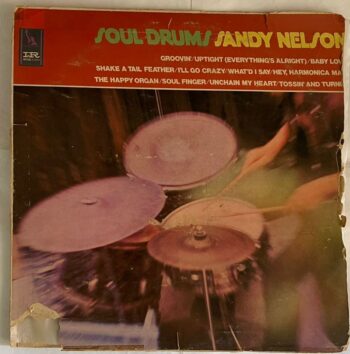 SOUL DRUMS SANDY NELSON
GROOVIN'/UPTIGHT (EVERYTHING'S ALRIGHT)/BABY LOV
SHAKE A TAIL FEATHER/I'LL GO CRAZY/WHAT'D I SAY/HEY, HARMONICA MA
THE HAPPY ORGAN/SOUL FINGER/UNCHAIN MY HEART/TOSSIN' AND TURNI